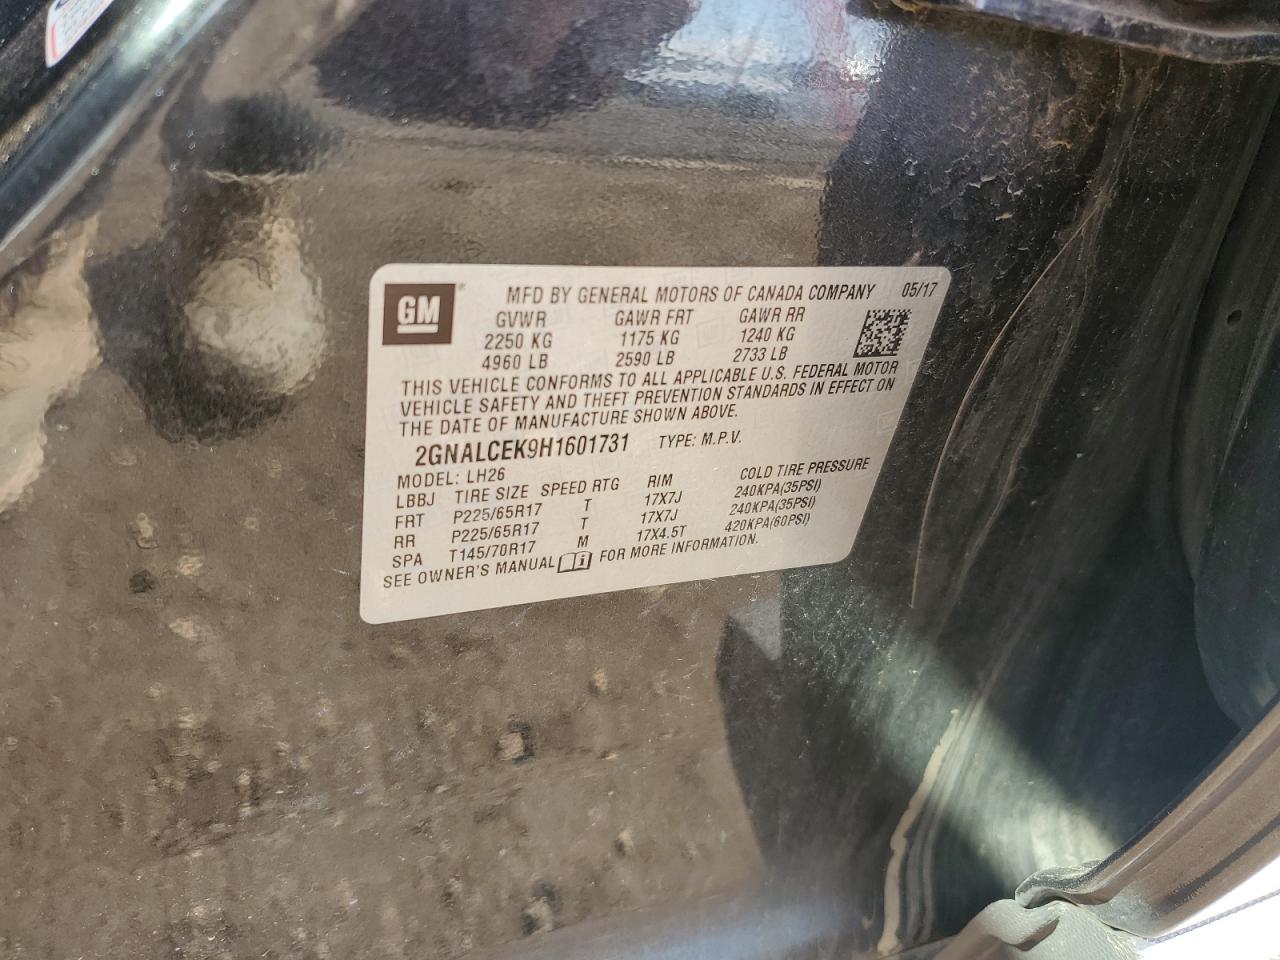 GM
MFD BY GENERAL MOTORS OF CANADA COMPANY 05/17
GVWR GAWR FRT GAWR RR
2250 KG 1175 KG 1240 KG
4960 LB 2590 LB 2733 LB
THIS VEHICLE CONFORMS TO ALL APPLICABLE U.S. FEDERAL MOTOR
VEHICLE SAFETY AND THEFT PREVENTION STANDARDS IN EFFECT ON
THE DATE OF MANUFACTURE SHOWN ABOVE.
2GNALCEK9H1601731 TYPE: M.P.V.
MODEL: LH26
LBBJ TIRE SIZE SPEED RTG RIM COLD TIRE PRESSURE
FRT P225/65R17 T 17X7J 240KPA(35PSI)
RR P225/65R17 T 17X7J 240KPA(35PSI)
SPA T145/70R17 M 17X4.5T 420KPA(60PSI)
SEE OWNER'S MANUAL FOR MORE INFORMATION.